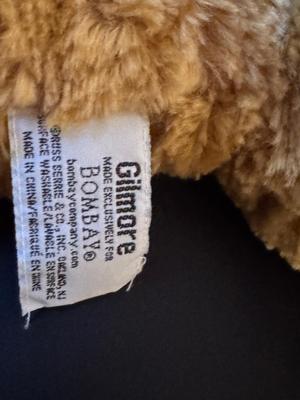 Gilmore
MADE EXCLUSIVELY FOR
BOMBAY®
bombaycompany.com
©RUSS BERRIE & CO., INC. OAKLAND, NJ
SURFACE WASHABLE/LAVABLE EN SURFACE
MADE IN CHINA/FABRIQUÉ EN CHINE